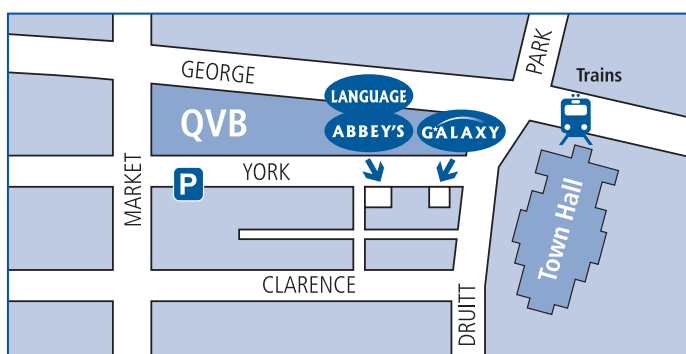 PARK
GEORGE
Trains
LANGUAGE
QVB
ABBEY'S
GALAXY
P
YORK
MARKET
Town Hall
CLARENCE
DRUITT